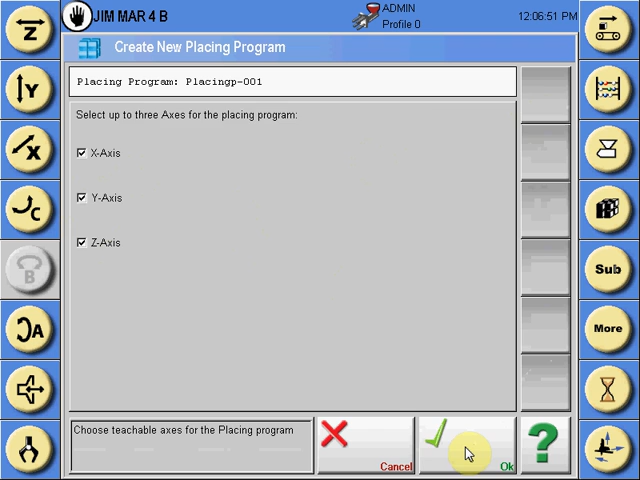 JIM MAR 4 B
ADMIN
Profile 0
12:06:51 PM
Create New Placing Program
Placing Program: Placingp-001
Select up to three Axes for the placing program:
X-Axis
Y-Axis
Z-Axis
Choose teachable axes for the Placing program
Cancel
Ok
?
Z
Y
X
C
B
A
Sub
More